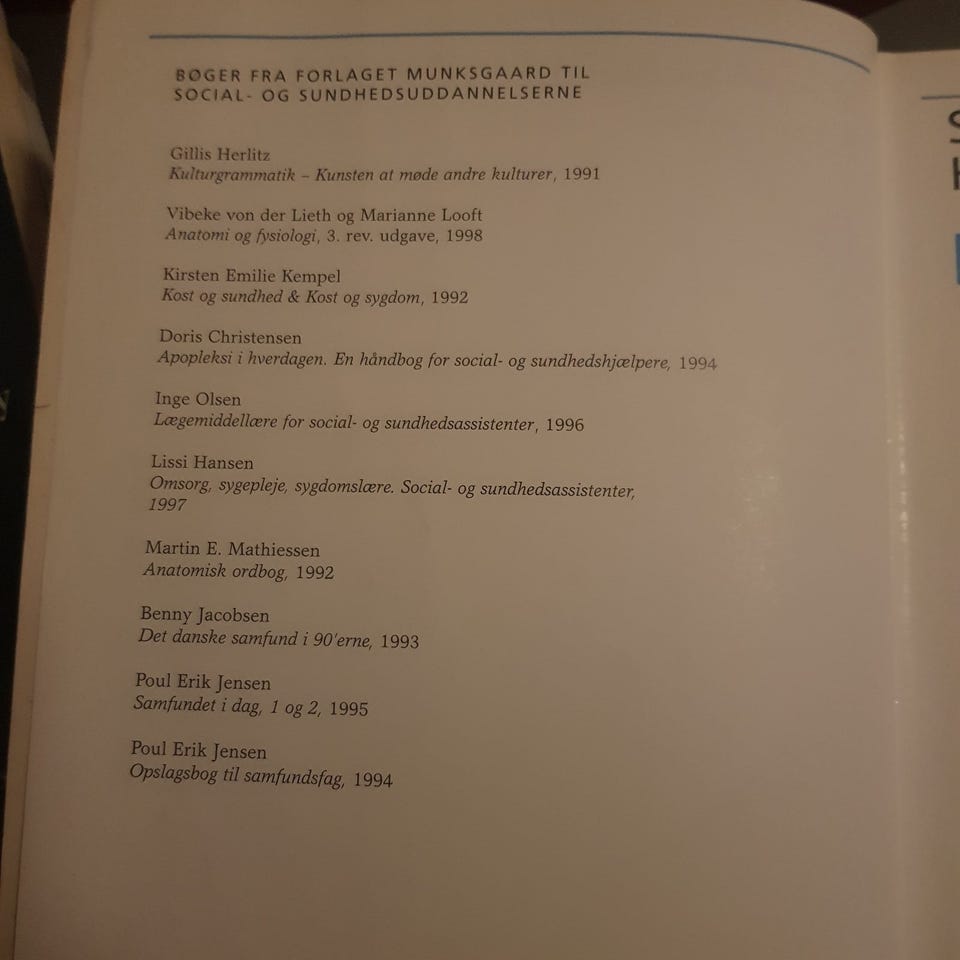 BØGER FRA FORLAGET MUNKSGAARD TIL
SOCIAL- OG SUNDHEDSUDDANNELSERNE
Gillis Herlitz
Kulturgrammatik – Kunsten at møde andre kulturer, 1991
Vibeke von der Lieth og Marianne Looft
Anatomi og fysiologi, 3. rev. udgave, 1998
Kirsten Emilie Kempel
Kost og sundhed & Kost og sygdom, 1992
Doris Christensen
Apopleksi i hverdagen. En håndbog for social- og sundhedshjælpere, 1994
Inge Olsen
Lægemiddellære for social- og sundhedsassistenter, 1996
Lissi Hansen
Omsorg, sygepleje, sygdomslære. Social- og sundhedsassistenter,
1997
Martin E. Mathiessen
Anatomisk ordbog, 1992
Benny Jacobsen
Det danske samfund i 90'erne, 1993
Poul Erik Jensen
Samfundet i dag, 1 og 2, 1995
Poul Erik Jensen
Opslagsbog til samfundsfag, 1994